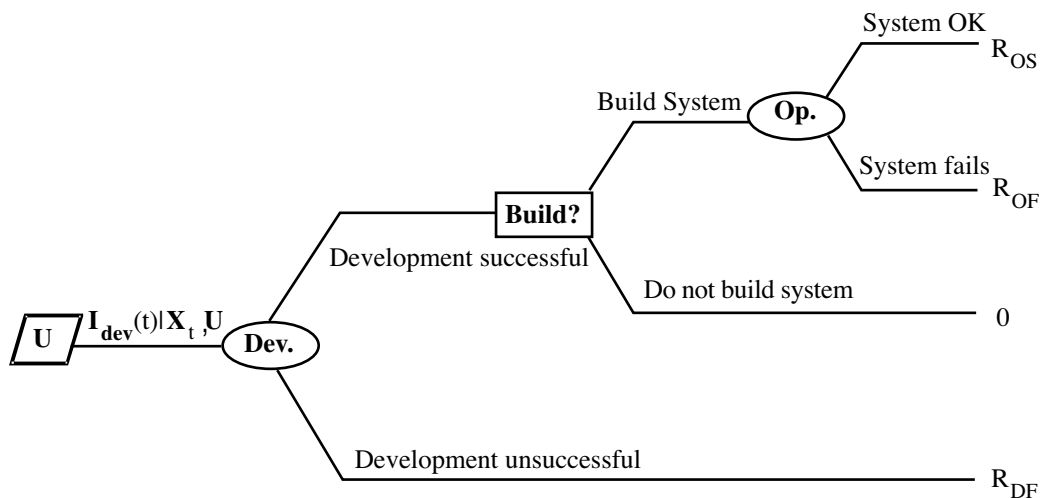 System OK
R_OS
Build System
Op.
System fails
R_OF
Build?
Development successful
Do not build system
0
U
I_dev(t)|X_t,U
Dev.
Development unsuccessful
R_DF